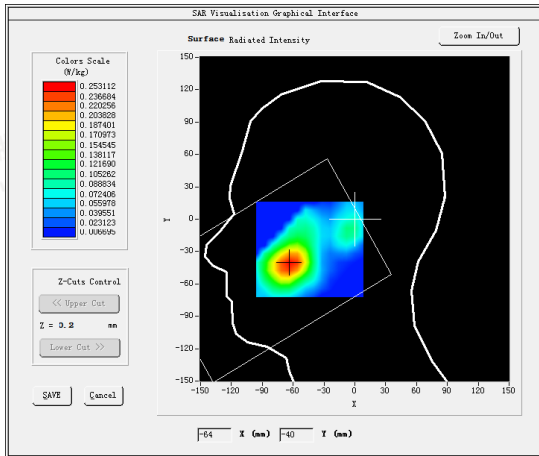 SAR Visualisation Graphical Interface
Surface Radiated Intensity
Zoom In/Out
Colors Scale
(W/kg)
0.253112
0.236684
0.220256
0.203828
0.187401
0.170973
0.154545
0.138117
0.121690
0.105262
0.088834
0.072406
0.055978
0.039551
0.023123
0.006695
150
120
90
60
30
0
-30
-60
-90
-120
-150
Y
-150 -120 -90 -60 -30 0 30 60 90 120 150
X
Z-Cuts Control
<< Upper Cut
Z = 0.2 mm
Lower Cut >>
SAVE Cancel
-64 X (mm) -40 Y (mm)